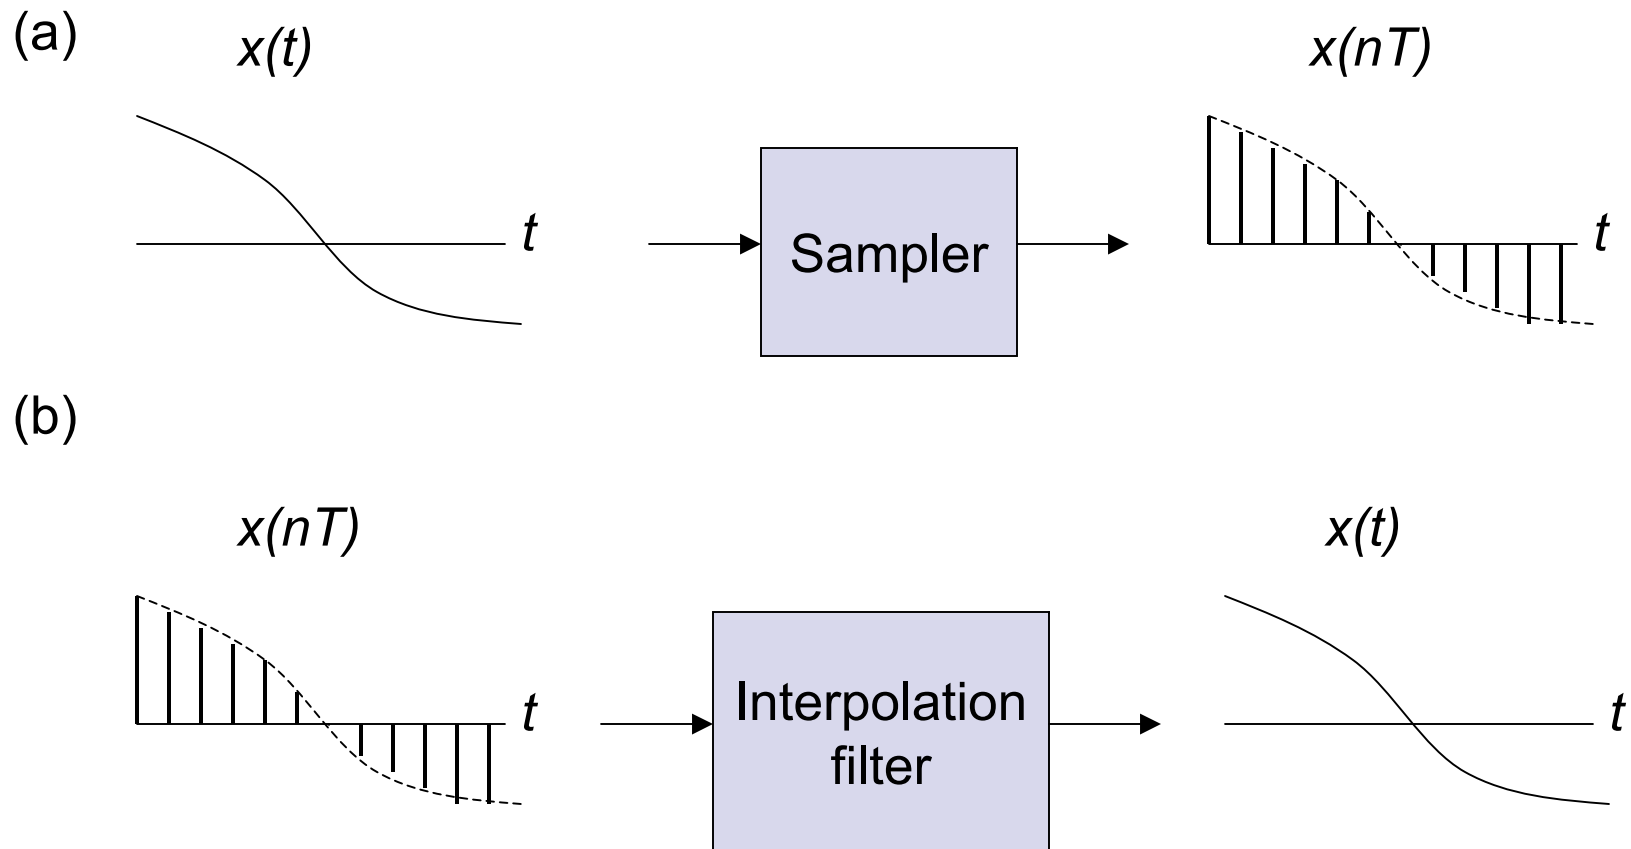 (a)
x(t)
x(nT)
t
Sampler
t
(b)
x(nT)
x(t)
t
Interpolation
filter
t